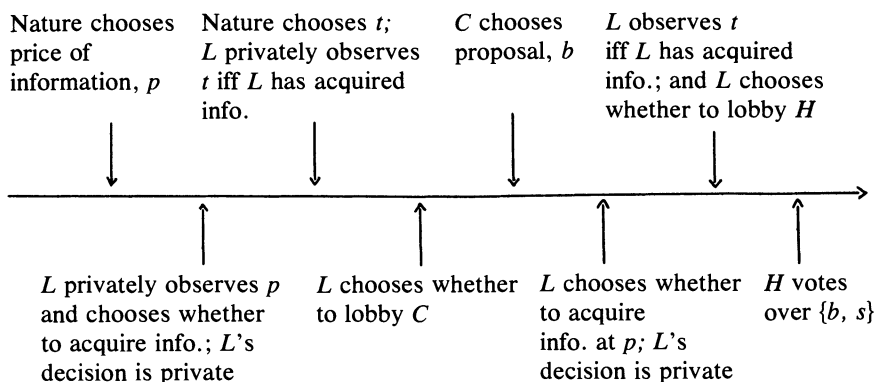 Nature chooses
price of
information, p
Nature chooses t;
L privately observes
t iff L has acquired
info.
C chooses
proposal, b
L observes t
iff L has acquired
info.; and L chooses
whether to lobby H
L privately observes p
and chooses whether
to acquire info.; L's
decision is private
L chooses whether
to lobby C
L chooses whether
to acquire
info. at p; L's
decision is private
H votes
over {b, s}